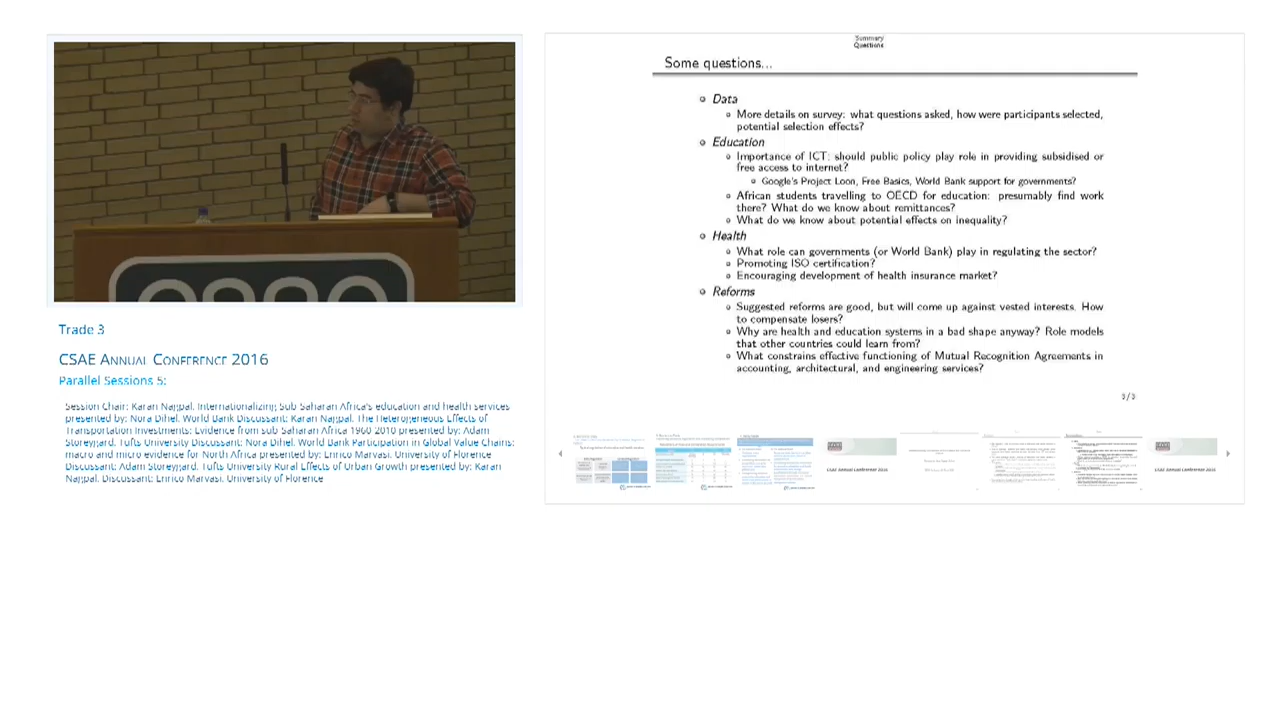 Summary
Questions
Some questions...
Data
More details on survey: what questions asked, how were participants selected,
potential selection effects?
Education
Importance of ICT: should public policy play role in providing subsidised or
free access to internet?
Google's Project Loon, Free Basics, World Bank support for governments?
African students travelling to OECD for education: presumably find work
there? What do we know about remittances?
What do we know about potential effects on inequality?
Health
What role can governments (or World Bank) play in regulating the sector?
Promoting ISO certification?
Encouraging development of health insurance market?
Reforms
Suggested reforms are good, but will come up against vested interests. How
to compensate losers?
Why are health and education systems in a bad shape anyway? Role models
that other countries could learn from?
What constrains effective functioning of Mutual Recognition Agreements in
accounting, architectural, and engineering services?
3/3
Trade 3
CSAE Annual Conference 2016
Parallel Sessions 5:
Session Chair: Karan Nagpal. Internationalizing Sub Saharan Africa's education and health services
presented by: Nora Dihel. World Bank Discussant: Karan Nagpal. The Heterogeneous Effects of
Transportation Investments: Evidence from sub Saharan Africa 1960 2010 presented by: Adam
Storeygard. Tufts University Discussant: Nora Dihel. World Bank Participation in Global Value Chains:
macro and micro evidence for North Africa presented by: Enrico Marvasi. University of Florence
Discussant: Adam Storeygard. Tufts University Rural Effects of Urban Growth presented by: Karan
Nagpal. Discussant: Enrico Marvasi. University of Florence
CSAE Annual Conference 2016
CSAE Annual Conference 2016